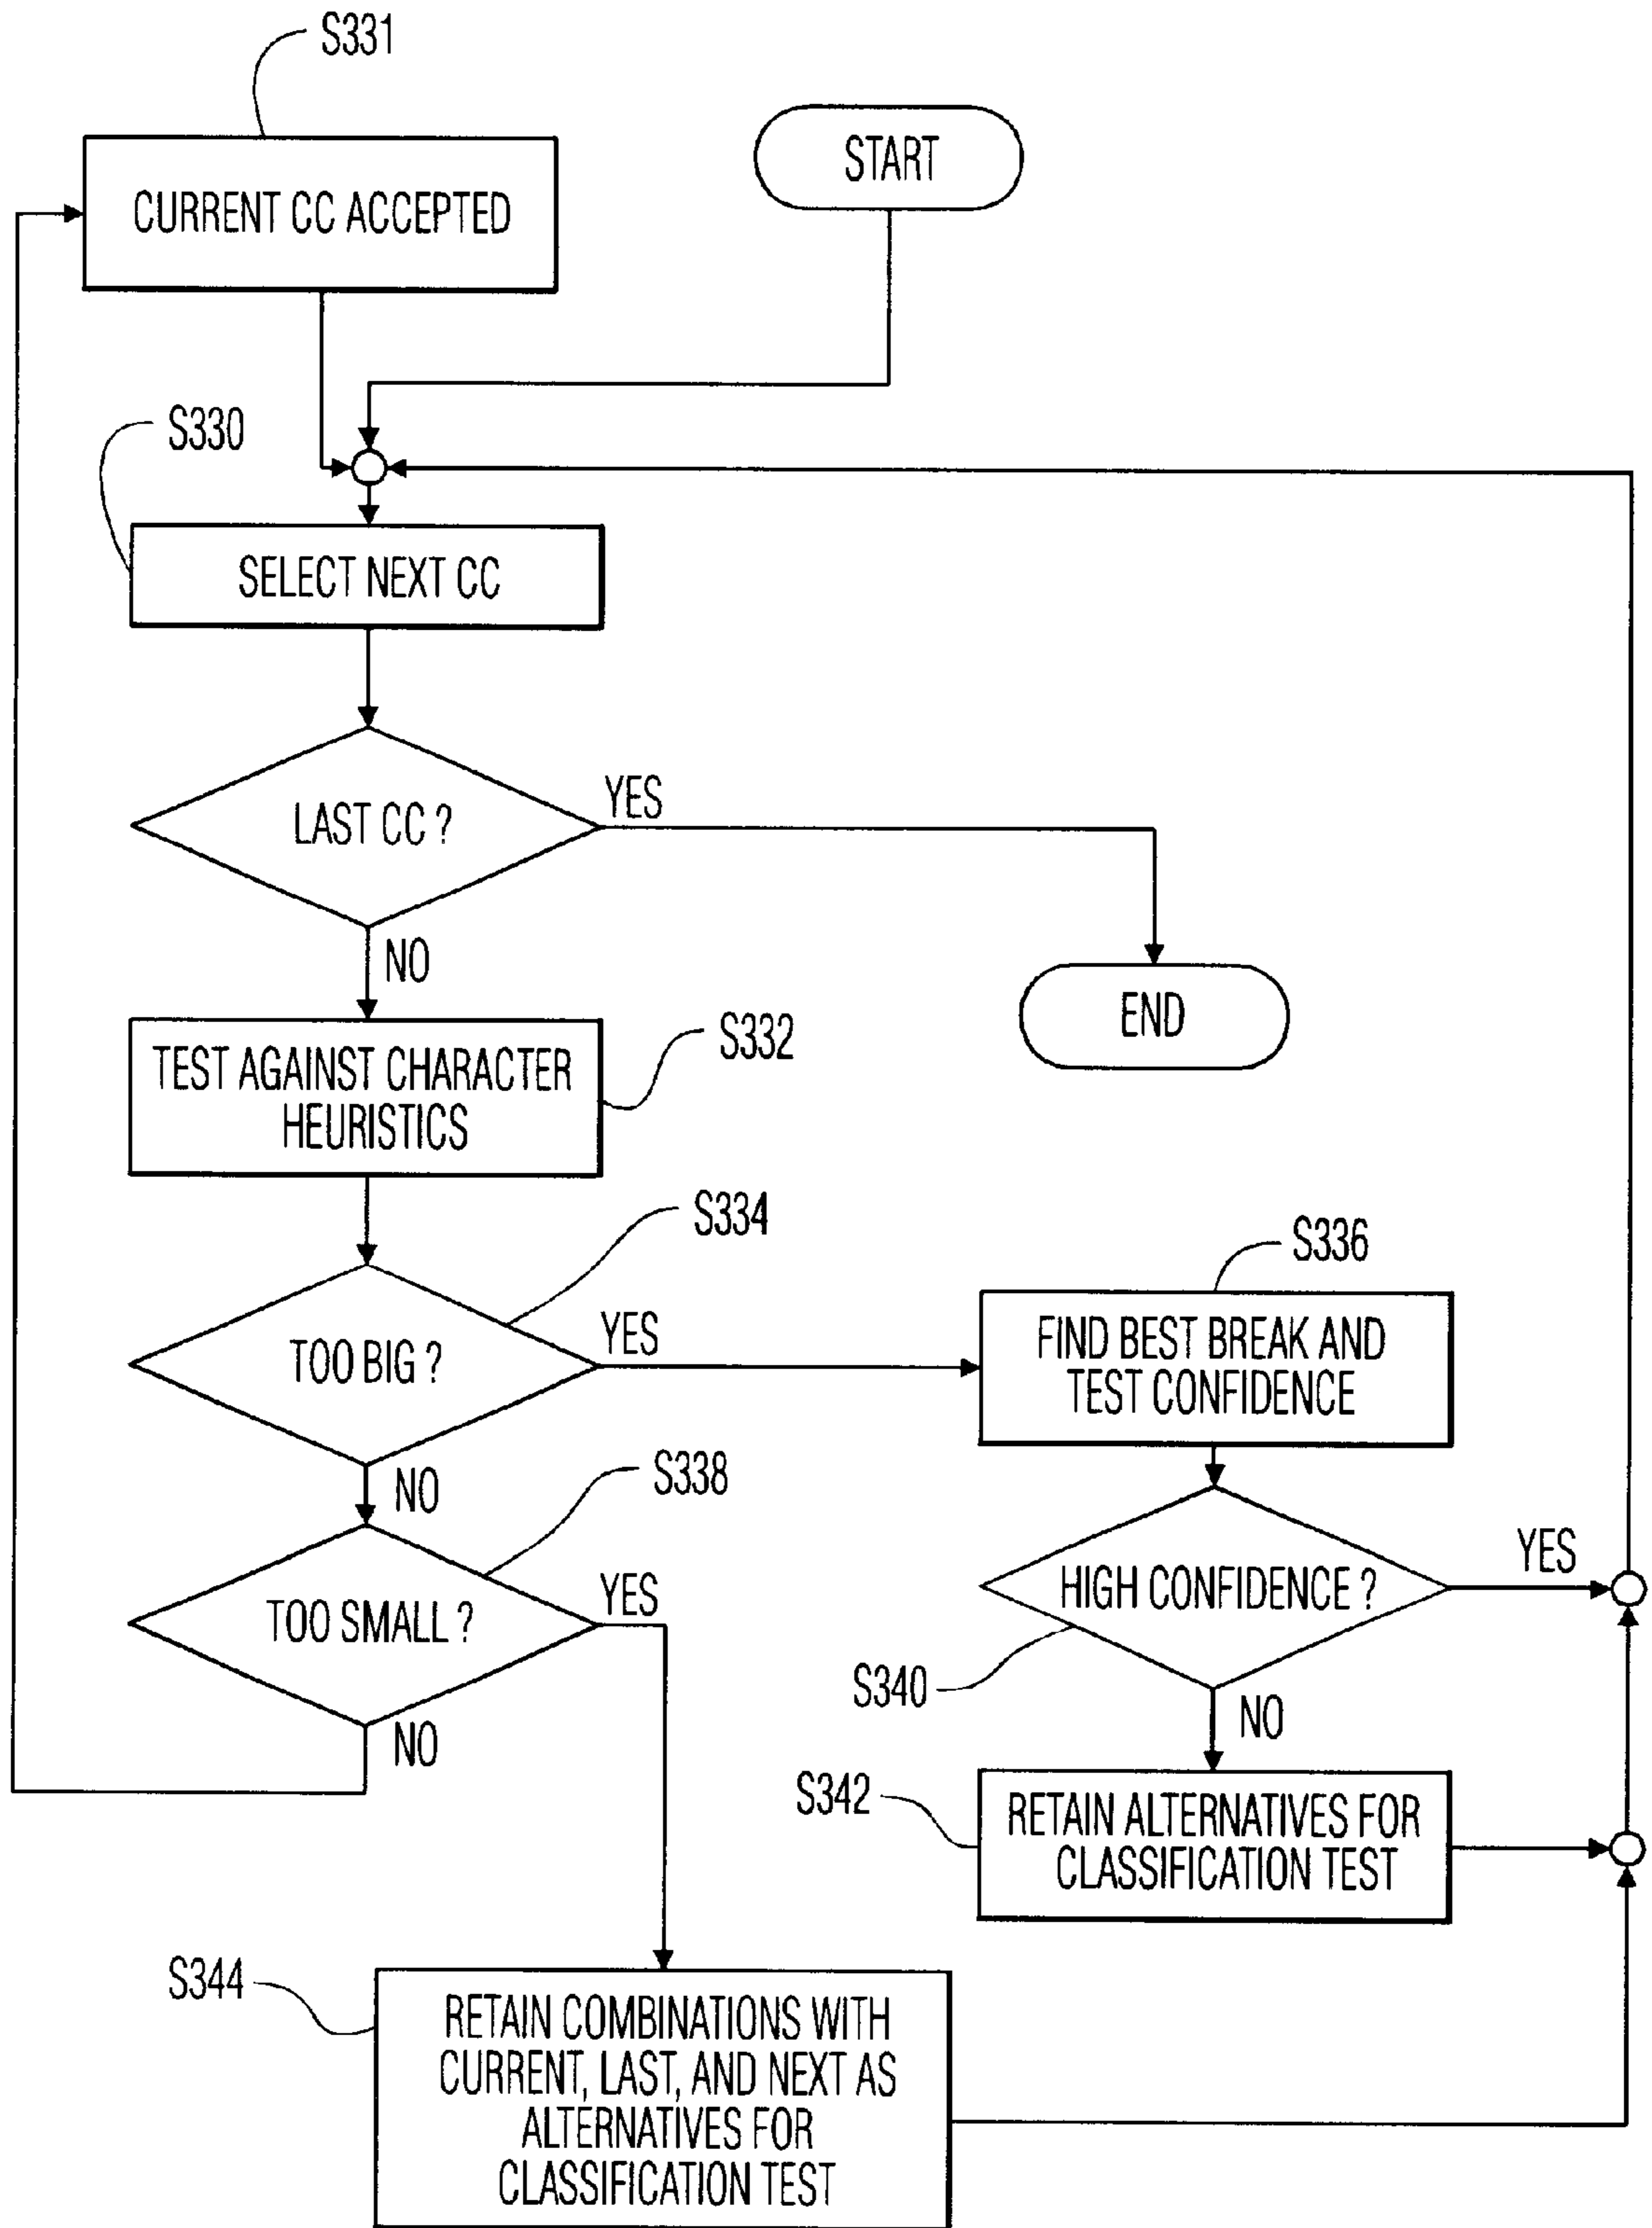 S331
START
CURRENT CC ACCEPTED
S330
SELECT NEXT CC
LAST CC ?
YES
NO
END
S332
TEST AGAINST CHARACTER
HEURISTICS
S334
TOO BIG ?
YES
NO
S336
FIND BEST BREAK AND
TEST CONFIDENCE
S338
TOO SMALL ?
YES
NO
HIGH CONFIDENCE ?
YES
S340
NO
S342
RETAIN ALTERNATIVES FOR
CLASSIFICATION TEST
S344
RETAIN COMBINATIONS WITH
CURRENT, LAST, AND NEXT AS
ALTERNATIVES FOR
CLASSIFICATION TEST